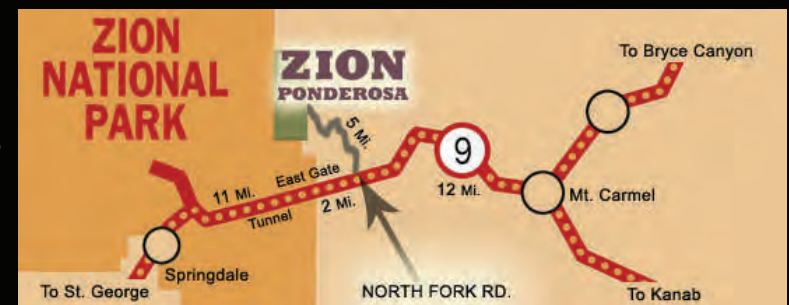 ZION
NATIONAL
PARK
ZION
PONDEROSA
To Bryce Canyon
5 Mi.
9
East Gate
11 Mi.
12 Mi.
Mt. Carmel
2 Mi.
Tunnel
Springdale
To St. George
NORTH FORK RD.
To Kanab